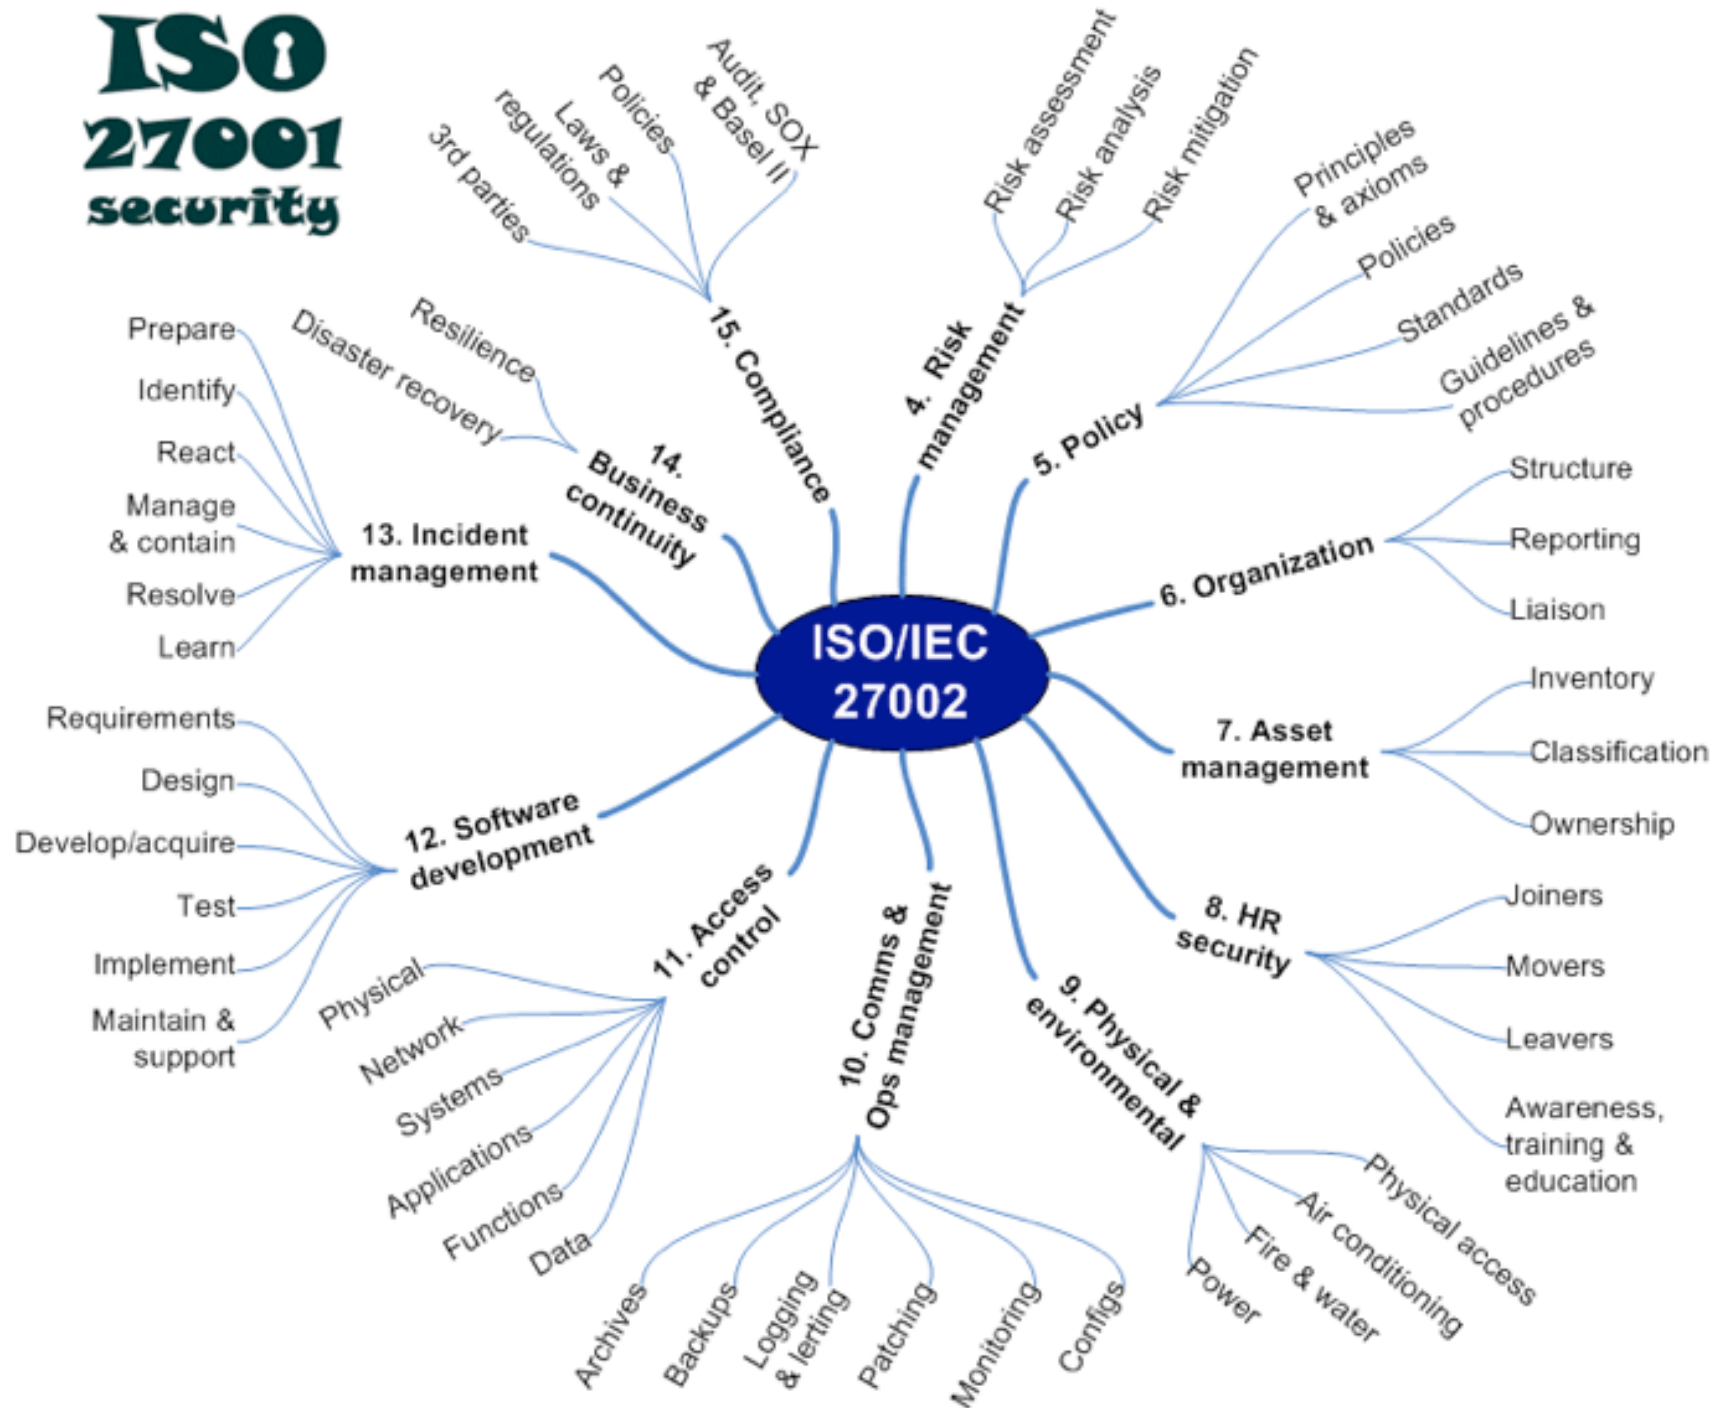 ISO
27001
security
ISO/IEC
27002
4. Risk
management
Risk assessment
Risk analysis
Risk mitigation
5. Policy
Principles
& axioms
Policies
Standards
Guidelines &
procedures
6. Organization
Structure
Reporting
Liaison
7. Asset
management
Inventory
Classification
Ownership
8. HR
security
Joiners
Movers
Leavers
Awareness,
training &
education
9. Physical &
environmental
Physical access
Air conditioning
Fire & water
Power
10. Comms &
Ops management
Configs
Monitoring
Patching
Logging
& lerting
Backups
Archives
11. Access
control
Physical
Network
Systems
Applications
Functions
Data
12. Software
development
Requirements
Design
Develop/acquire
Test
Implement
Maintain &
support
13. Incident
management
Prepare
Identify
React
Manage
& contain
Resolve
Learn
14.
Business
continuity
Resilience
Disaster recovery
15. Compliance
3rd parties
Laws &
regulations
Policies
Audit, SOX
& Basel II